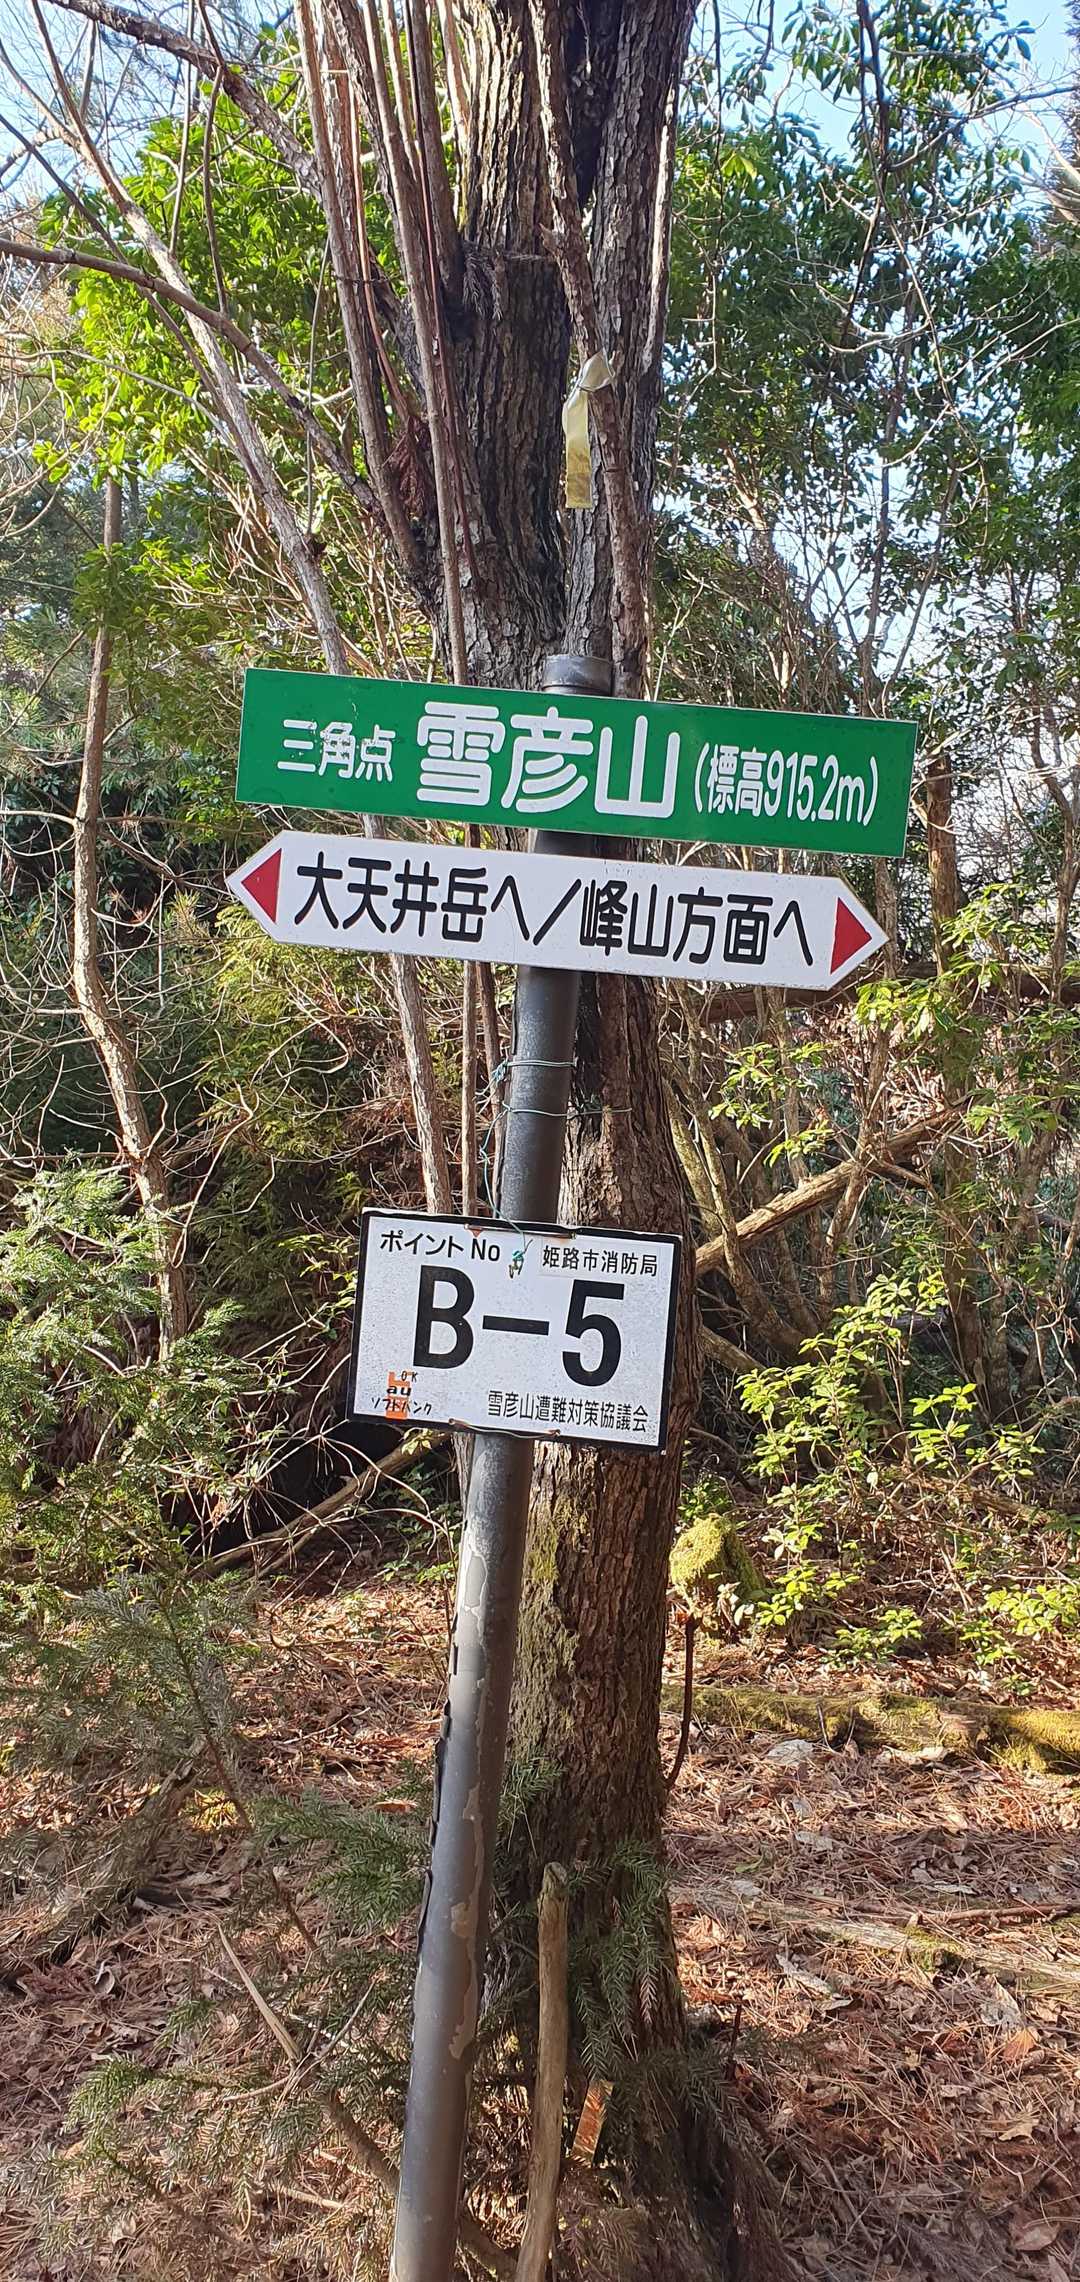 三角点 雪彦山(標高915.2m)
大天井岳へ/峰山方面へ
ポイントNo 姫路市消防局
B-5
OK
au
ソフトバンク
雪彦山遭難対策協議会